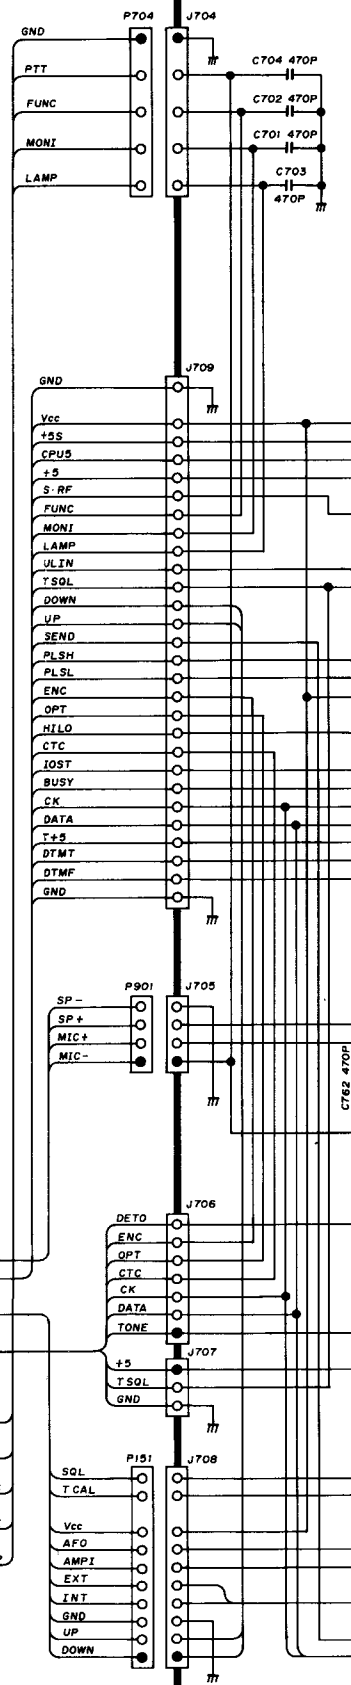 P704 J704
GND
PTT
FUNC
MONI
LAMP
C704 470P
C702 470P
C701 470P
C703
470P
J709
GND
Vcc
+5S
CPU5
+5
S·RF
FUNC
MONI
LAMP
ULIN
TSQL
DOWN
UP
SEND
PLSH
PLSL
ENC
OPT
HILO
CTC
IOST
BUSY
CK
DATA
T+5
DTMT
DTMF
GND
P901 J705
SP-
SP+
MIC+
MIC-
C762 470P
J706
DETO
ENC
OPT
CTC
CK
DATA
TONE
J707
+5
TSQL
GND
P151 J708
SQL
TCAL
Vcc
AFO
AMPI
EXT
INT
GND
UP
DOWN